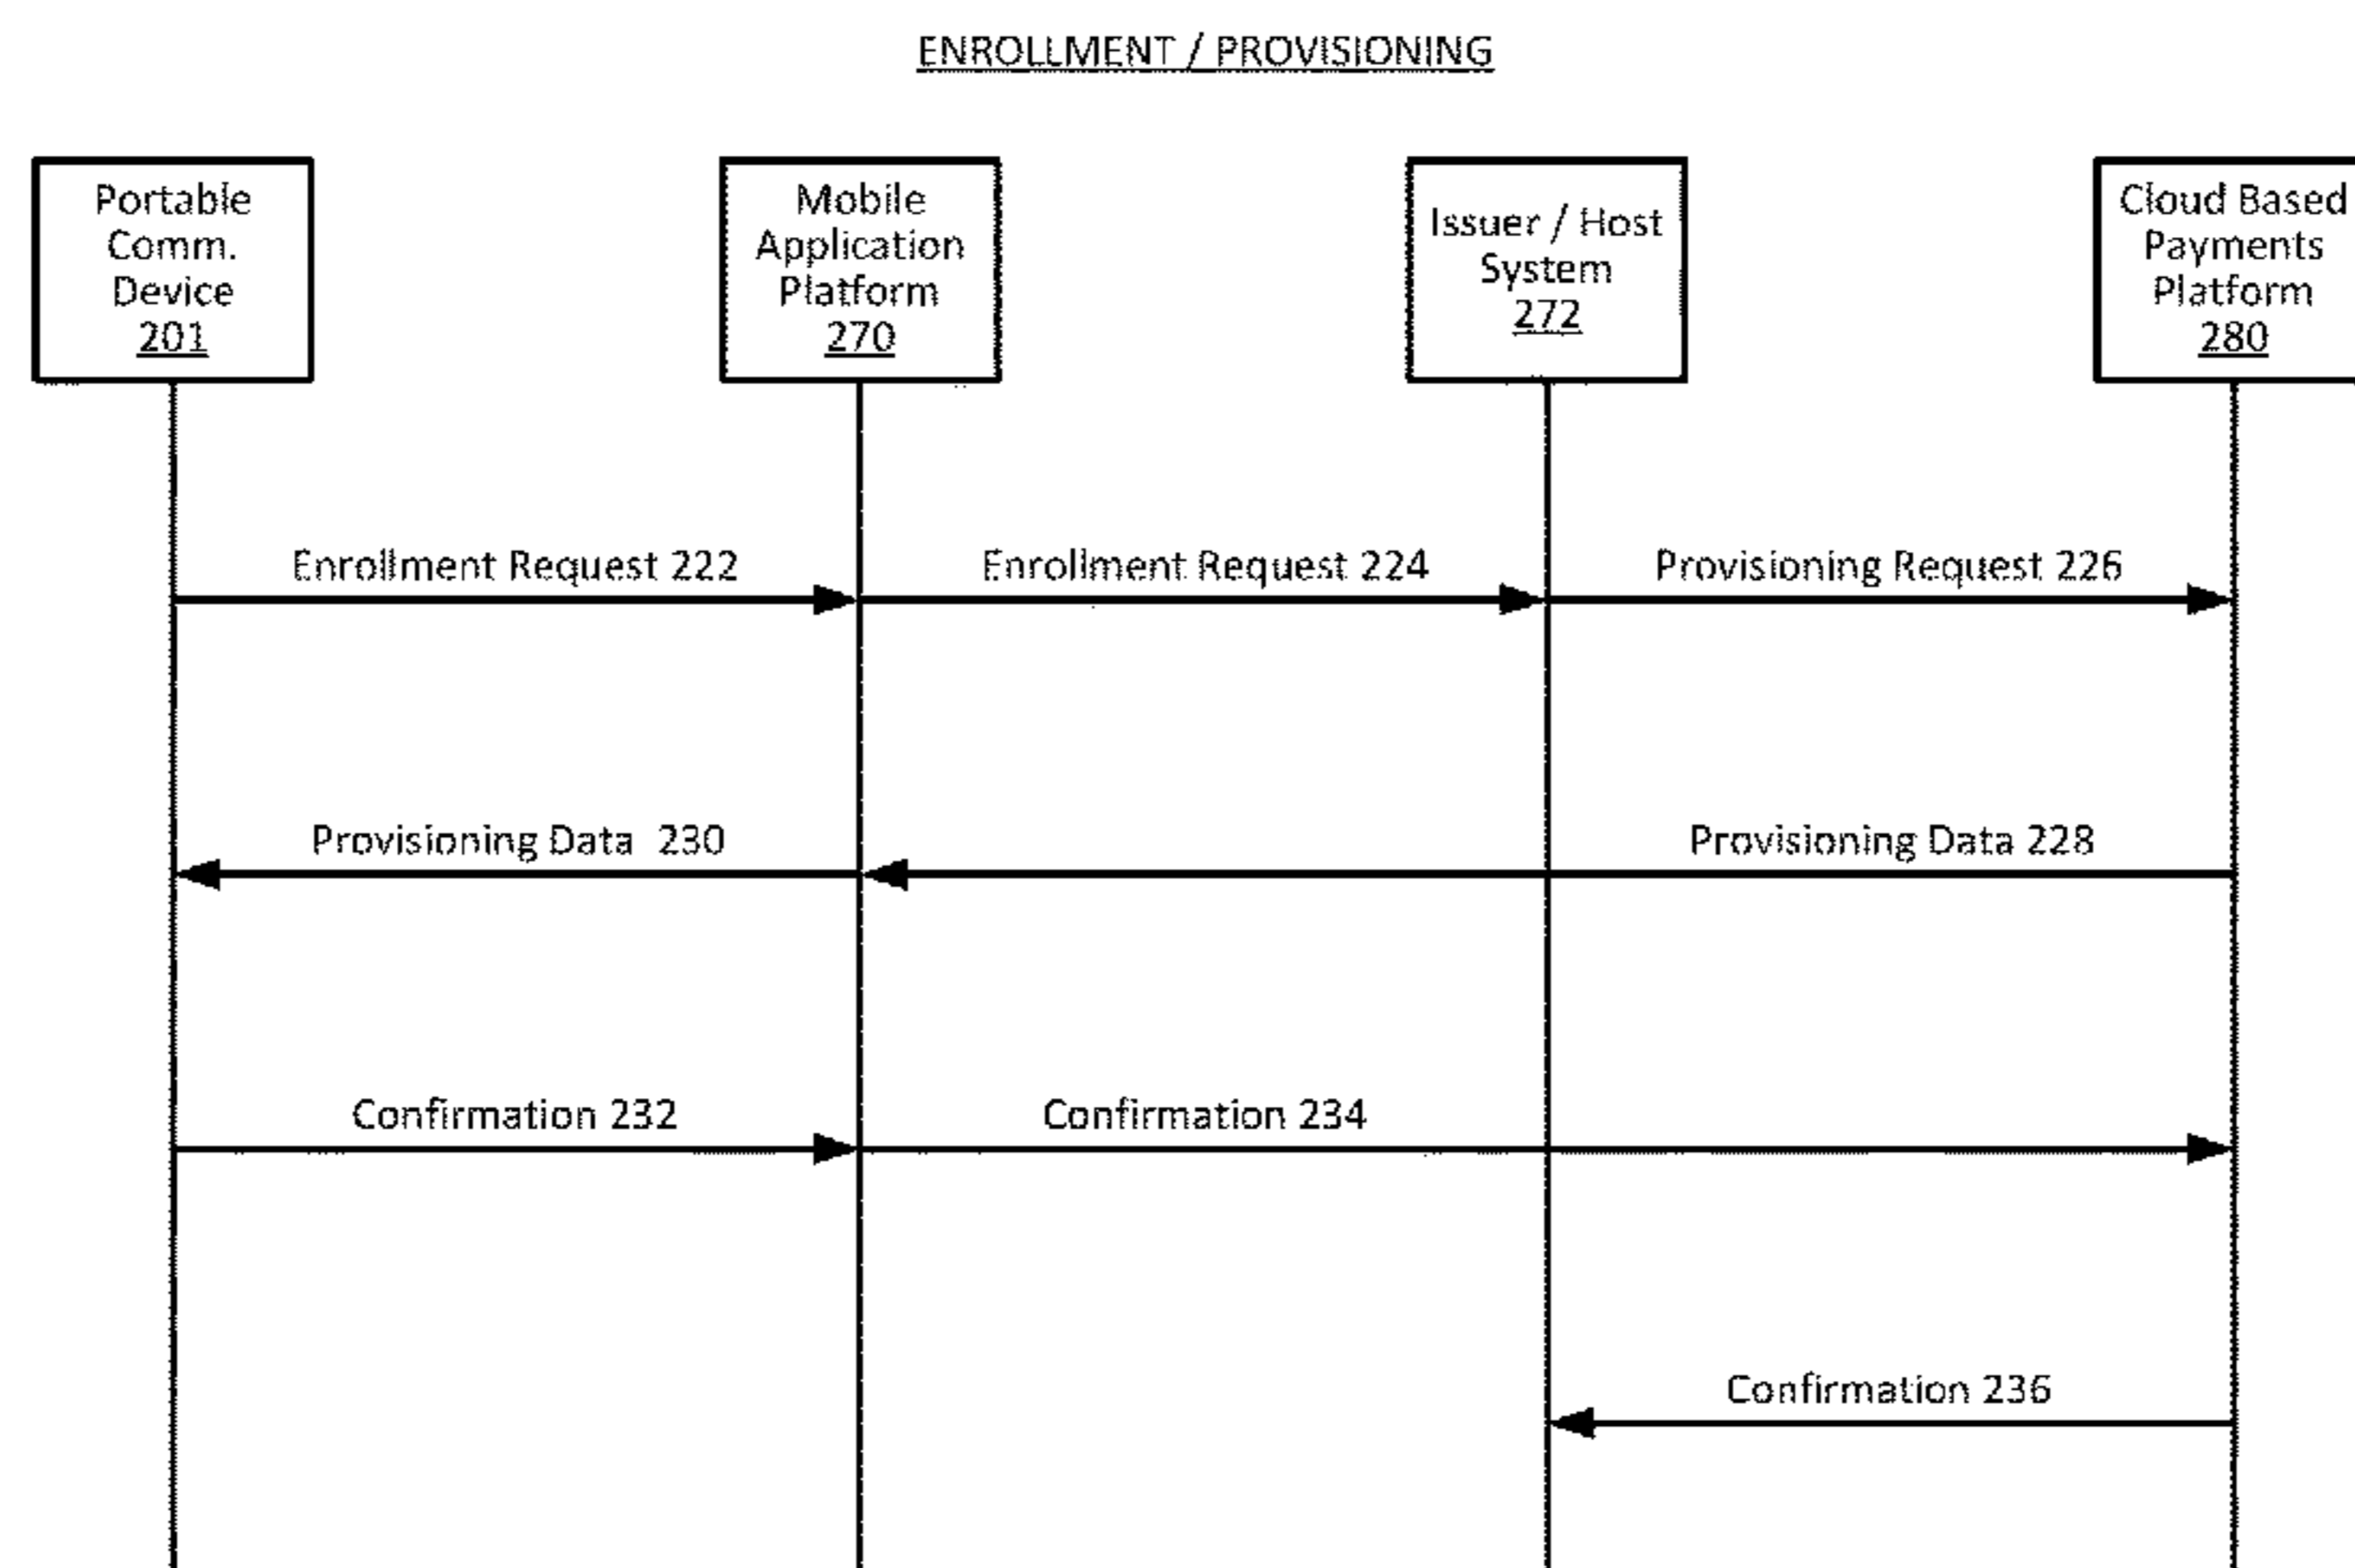 ENROLLMENT / PROVISIONING
Portable
Comm.
Device
201
Mobile
Application
Platform
270
Issuer / Host
System
272
Cloud Based
Payments
Platform
280
Enrollment Request 222
Enrollment Request 224
Provisioning Request 226
Provisioning Data 230
Provisioning Data 228
Confirmation 232
Confirmation 234
Confirmation 236